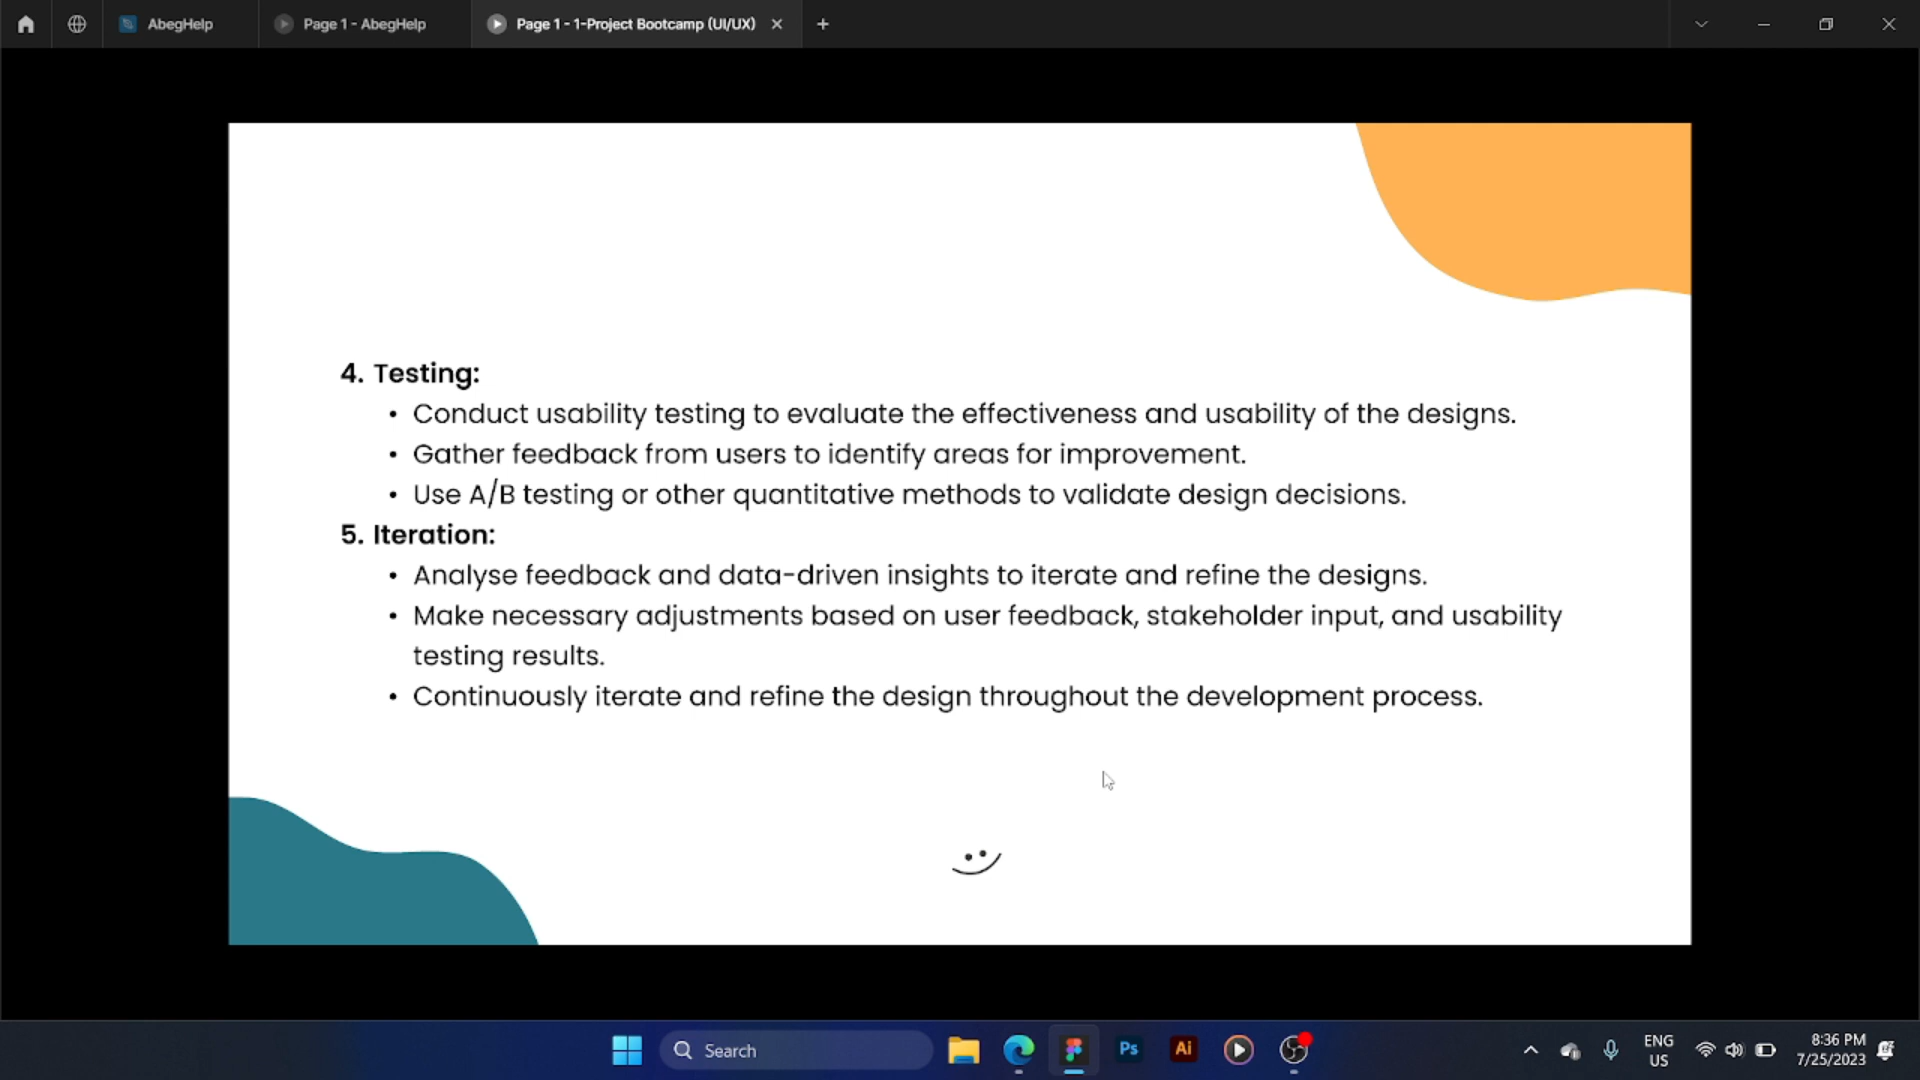 AbegHelp
Page 1 - AbegHelp
Page 1 - 1-Project Bootcamp (UI/UX)
4. Testing:
• Conduct usability testing to evaluate the effectiveness and usability of the designs.
• Gather feedback from users to identify areas for improvement.
• Use A/B testing or other quantitative methods to validate design decisions.
5. Iteration:
• Analyse feedback and data-driven insights to iterate and refine the designs.
• Make necessary adjustments based on user feedback, stakeholder input, and usability
testing results.
• Continuously iterate and refine the design throughout the development process.
Search
Ps
Ai
ENG
US
8:36 PM
7/25/2023